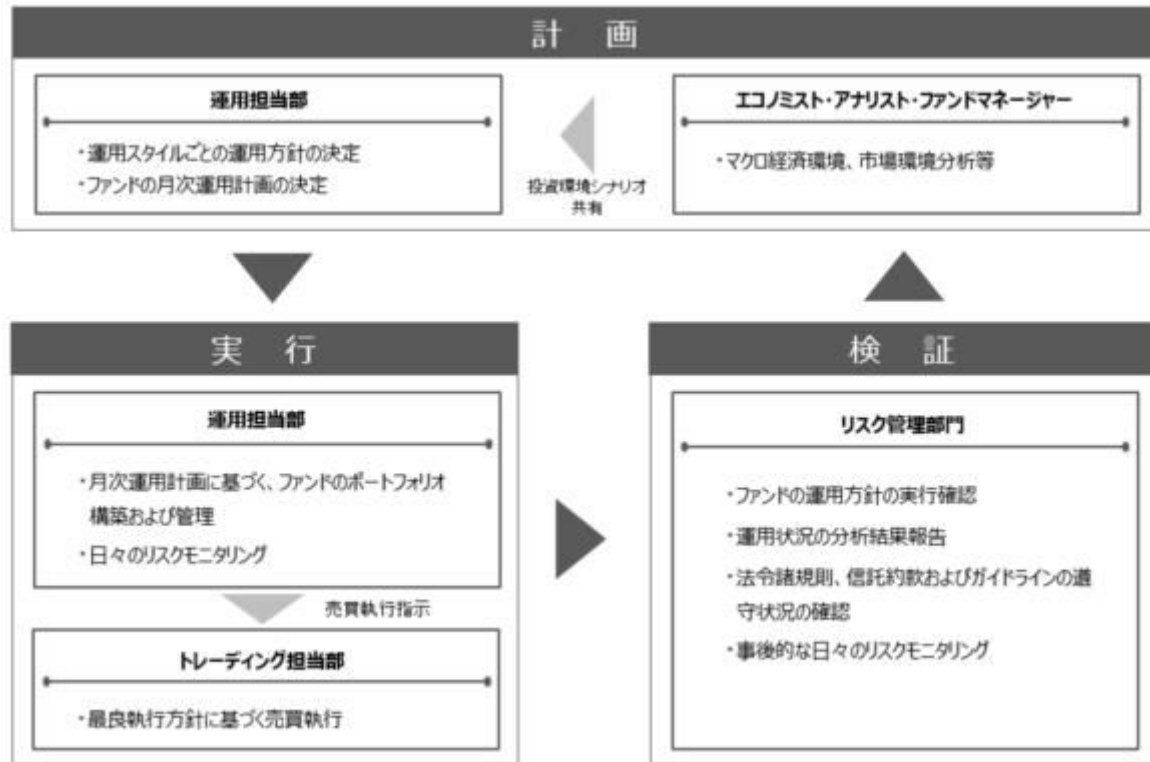 計 画
運用担当部
・運用スタイルごとの運用方針の決定
・ファンドの月次運用計画の決定
投資環境シナリオ
共有
エコノミスト・アナリスト・ファンドマネージャー
・マクロ経済環境、市場環境分析等
実 行
運用担当部
・月次運用計画に基づく、ファンドのポートフォリオ
構築および管理
・日々のリスクモニタリング
売買執行指示
トレーディング担当部
・最良執行方針に基づく売買執行
検 証
リスク管理部門
・ファンドの運用方針の実行確認
・運用状況の分析結果報告
・法令諸規則、信託約款およびガイドラインの遵
守状況の確認
・事後的な日々のリスクモニタリング